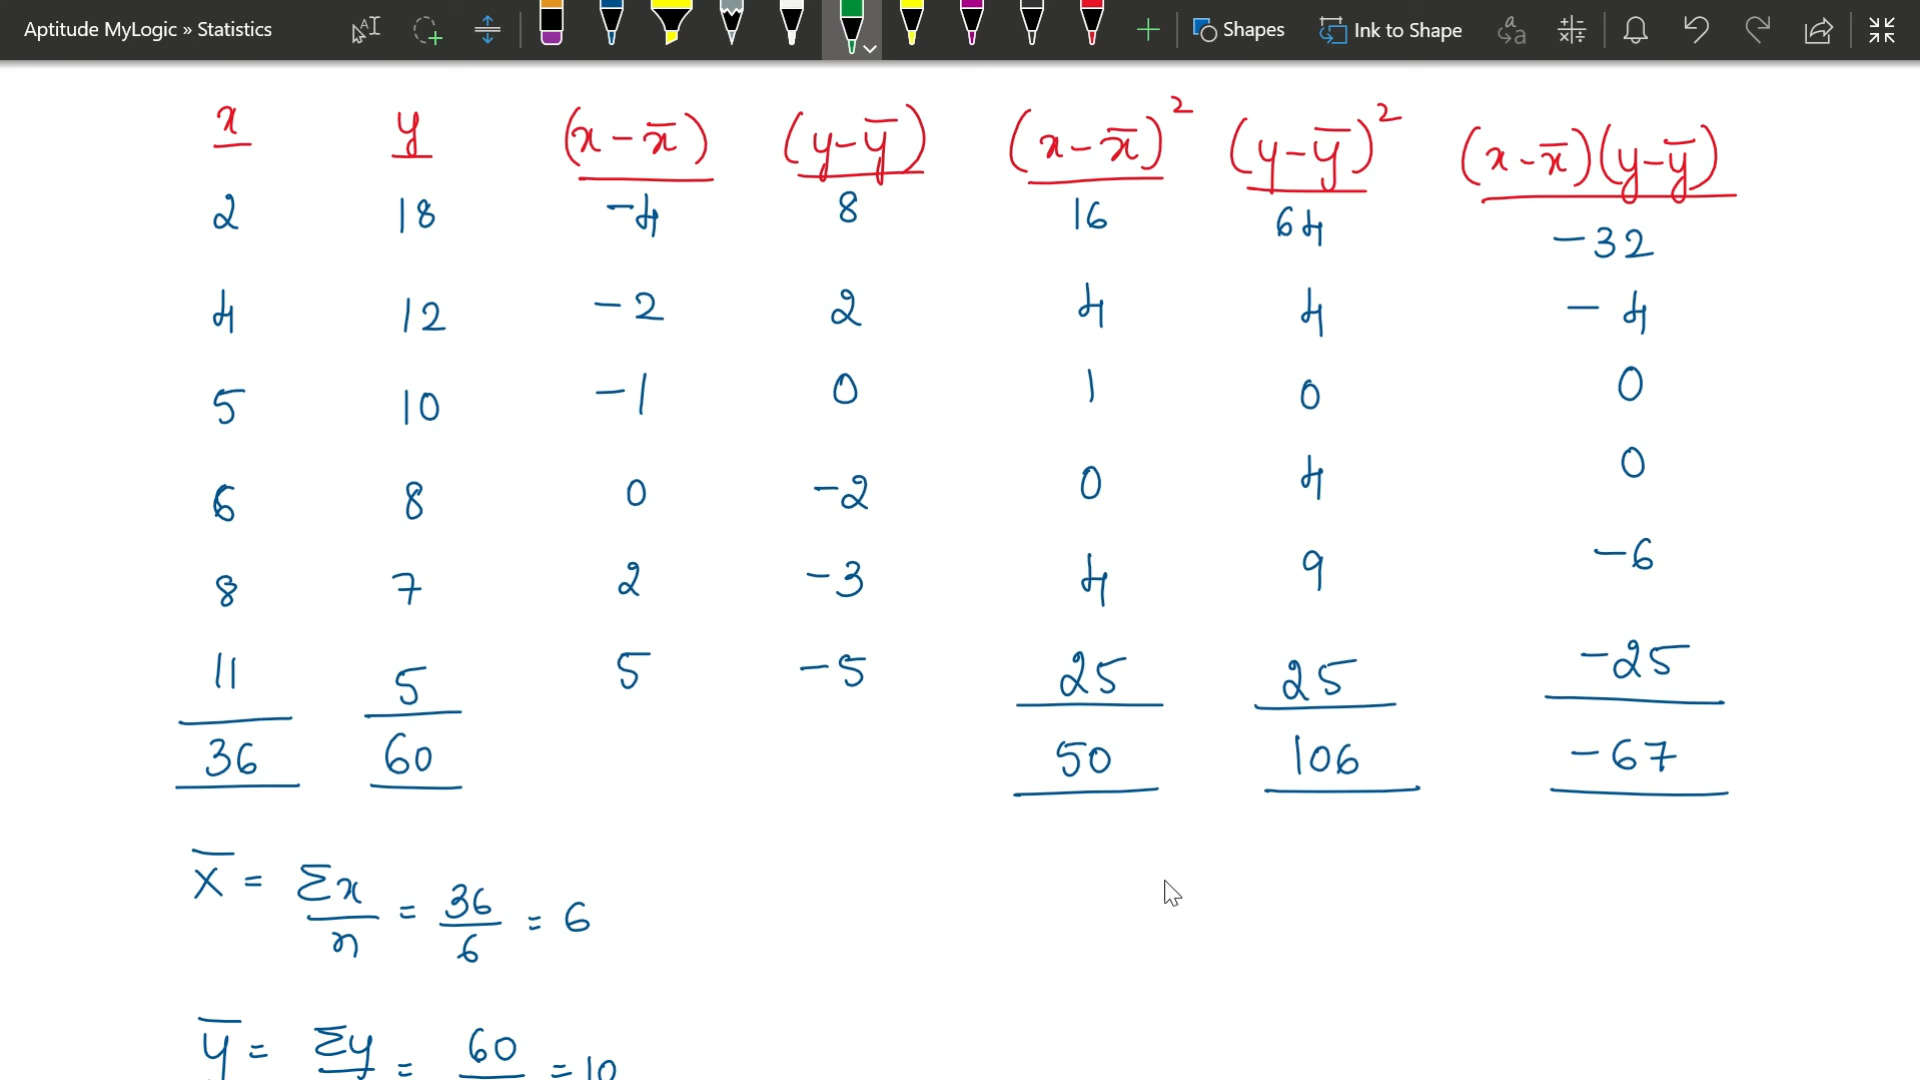 Aptitude MyLogic » Statistics Shapes Ink to Shape
x y (x-x̅) (y-y̅) (x-x̅)² (y-y̅)² (x-x̅)(y-y̅)
2 18 -4 8 16 64 -32
4 12 -2 2 4 4 -4
5 10 -1 0 1 0 0
6 8 0 -2 0 4 0
8 7 2 -3 4 9 -6
11 5 5 -5 25 25 -25
36 60 50 106 -67
X̅ = Σx/n = 36/6 = 6
y̅ = Σy = 60 = 10